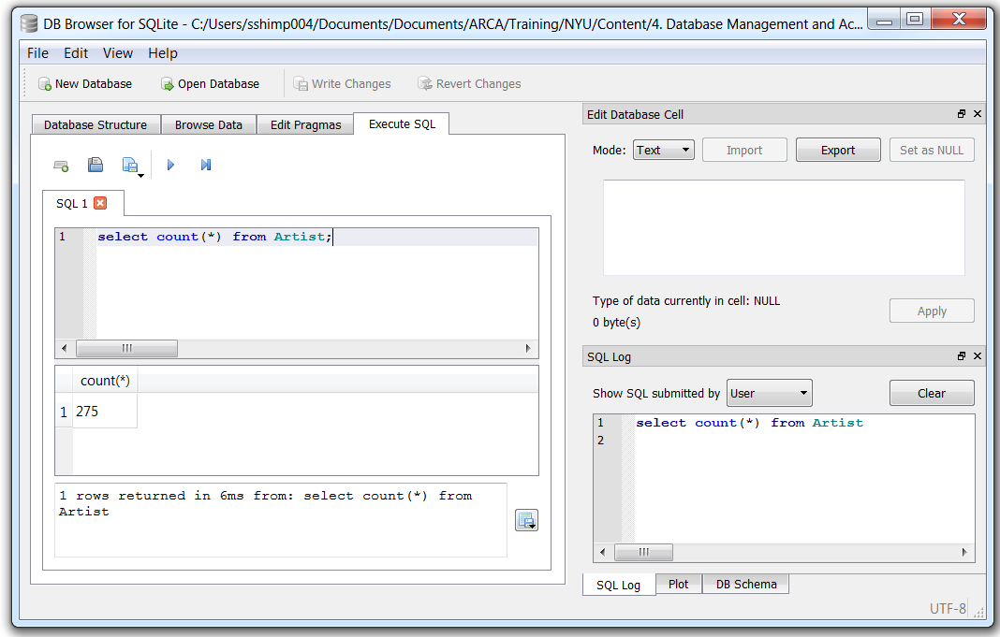 DB Browser for SQLite - C:/Users/sshimp004/Documents/Documents/ARCA/Training/NYU/Content/4. Database Management and Ac...
File Edit View Help
New Database Open Database Write Changes Revert Changes
Database Structure Browse Data Edit Pragmas Execute SQL
SQL 1
1 select count(*) from Artist;
count(*)
1 275
1 rows returned in 6ms from: select count(*) from
Artist
Edit Database Cell
Mode: Text Import Export Set as NULL
Type of data currently in cell: NULL
0 byte(s)
Apply
SQL Log
Show SQL submitted by User Clear
1 select count(*) from Artist
2
SQL Log Plot DB Schema
UTF-8